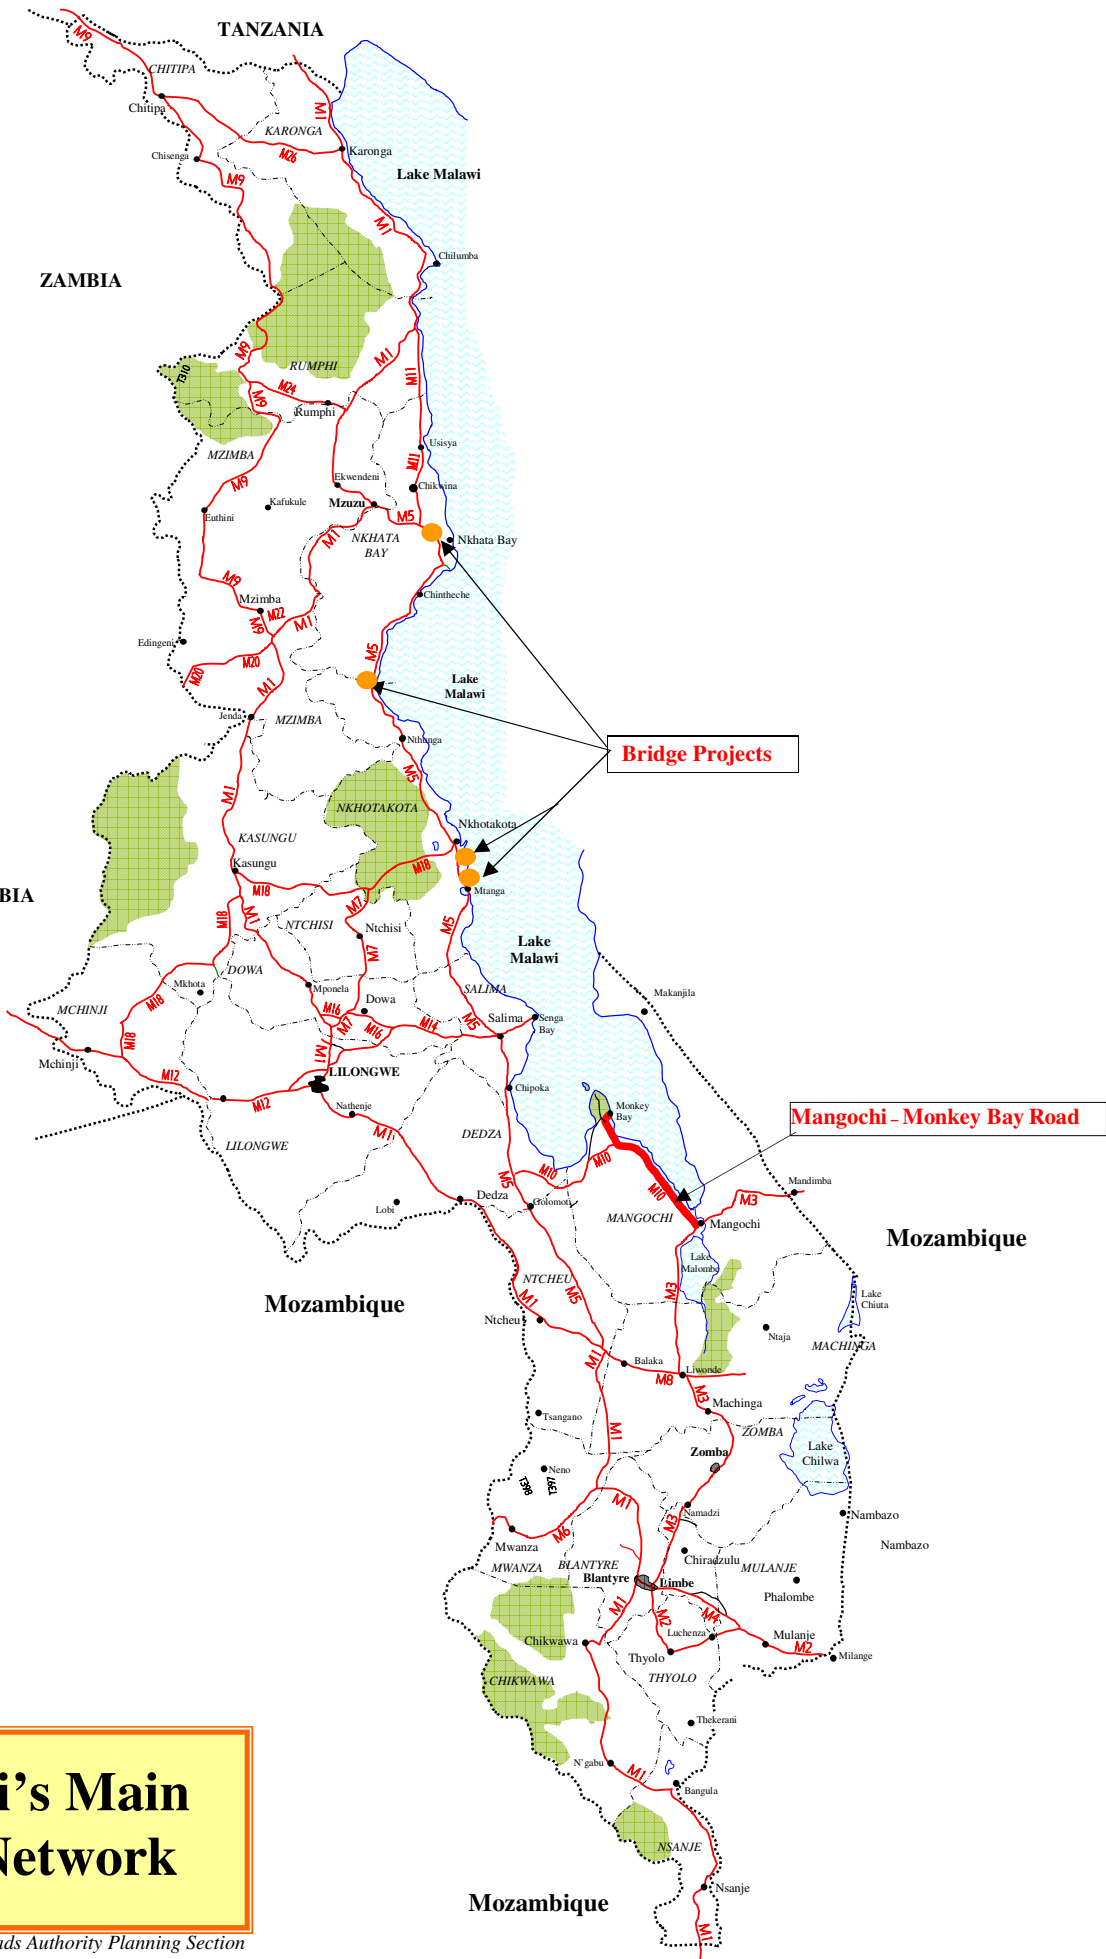 TANZANIA
M9
CHITIPA
Chitipa
M1
KARONGA
M26
Karonga
Chisenga
M9
Lake Malawi
M1
Chilumba
ZAMBIA
M9
M1
RUMPHI
T310
M24
M9
M11
Rumphi
MZIMBA
Usisya
M11
M9
Ekwendeni
Chikwina
Kafukule
Mzuzu
Euthini
M5
M1
NKHATA
BAY
Nkhata Bay
M9
Chintheche
Mzimba
M22
M9
M1
Edingeni
M5
M20
M20
M1
Lake
Malawi
Jenda
MZIMBA
Nthunga
Bridge Projects
M5
M1
NKHOTAKOTA
Nkhotakota
KASUNGU
Kasungu
M18
M18
Mtanga
BIA
M7
M18
M1
NTCHISI
Ntchisi
M5
M7
Lake
Malawi
DOWA
Mkhota
Mponela
SALIMA
Makanjila
M18
MCHINJI
Dowa
M16
M7
M16
M14
M5
Salima
Senga
Bay
M18
Mchinji
M1
LILONGWE
M12
Chipoka
M12
Nathenje
Monkey
Bay
Mangochi – Monkey Bay Road
M1
DEDZA
LILONGWE
M10
M10
M5
M10
Mandimba
M3
Dedza
Golomoti
Lobi
MANGOCHI
Mangochi
Mozambique
Lake
Malombe
NTCHEU
M5
M3
Lake
Chiuta
Mozambique
M1
Ntcheu
Ntaja
MACHINGA
M1
Balaka
M8
Liwonde
M3
Machinga
Tsangano
M1
ZOMBA
Zomba
Lake
Chilwa
Neno
T398
T397
M1
Namadzi
Nambazo
M3
M6
Mwanza
Nambazo
Chiradzulu
MWANZA
BLANTYRE
MULANJE
Blantyre
Limbe
Phalombe
M1
M2
M4
Luchenza
Chikwawa
Mulanje
M2
Thyolo
Milange
CHIKWAWA
THYOLO
Thekerani
N'gabu
M1
Bangula
i's Main
Network
NSANJE
Nsanje
Mozambique
M1
ads Authority Planning Section